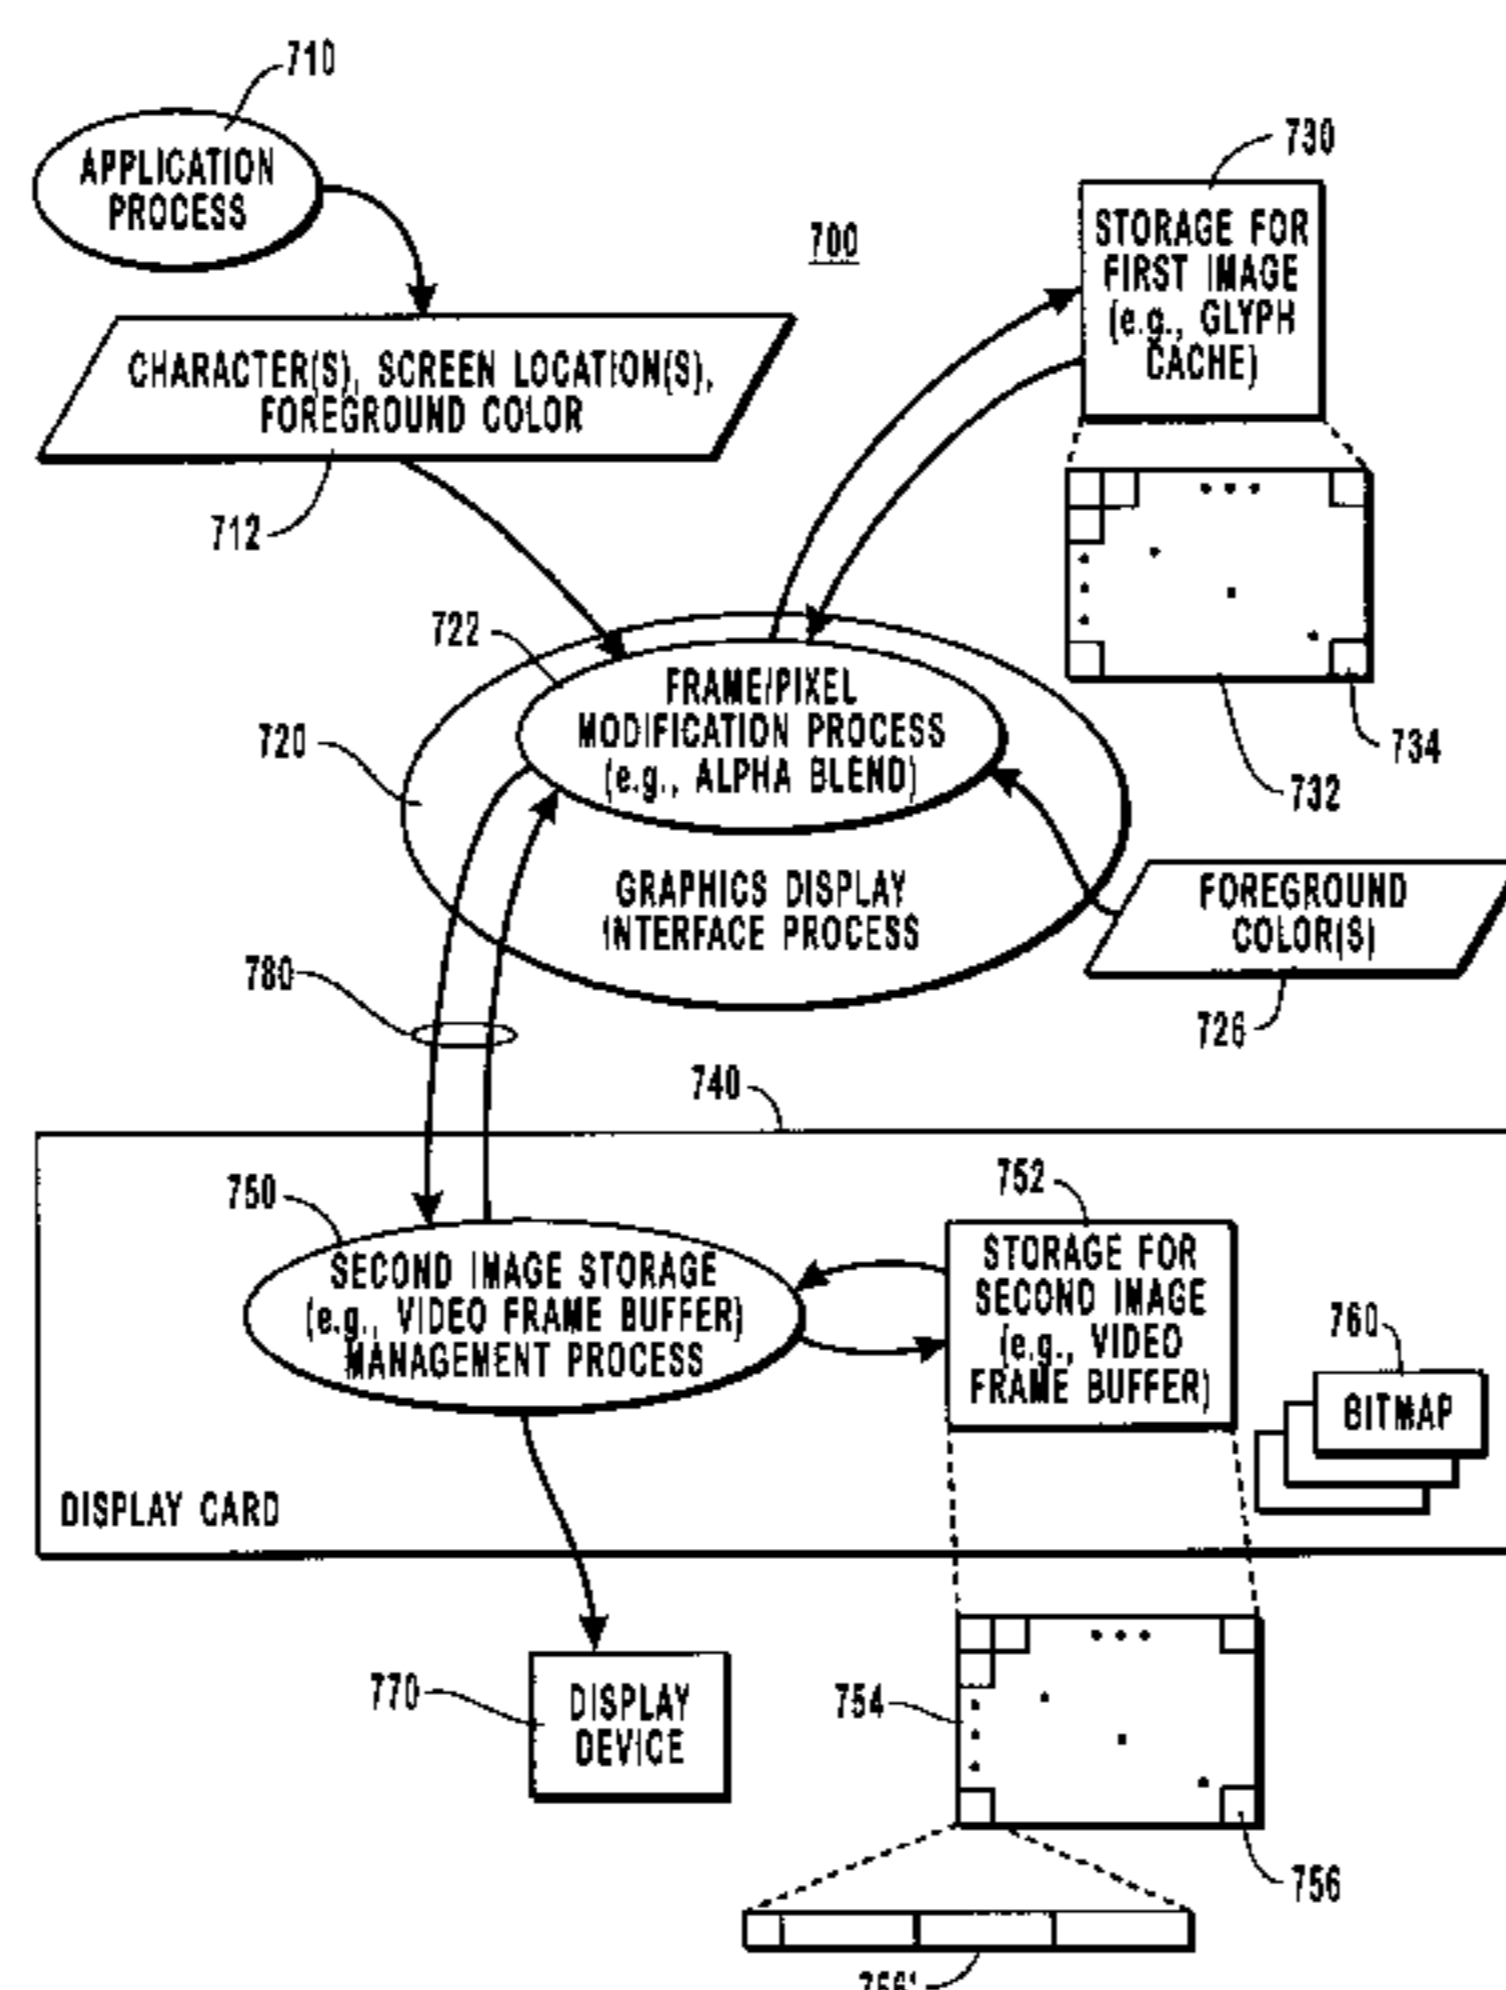 710
APPLICATION
PROCESS
730
700
STORAGE FOR
FIRST IMAGE
(e.g., GLYPH
CACHE)
CHARACTER(S), SCREEN LOCATION(S),
FOREGROUND COLOR
712
722
FRAME/PIXEL
MODIFICATION PROCESS
(e.g., ALPHA BLEND)
720
734
732
GRAPHICS DISPLAY
INTERFACE PROCESS
FOREGROUND
COLOR(S)
780
726
740
750
752
SECOND IMAGE STORAGE
(e.g., VIDEO FRAME BUFFER)
MANAGEMENT PROCESS
STORAGE FOR
SECOND IMAGE
(e.g., VIDEO
FRAME BUFFER)
760
BITMAP
DISPLAY CARD
770
DISPLAY
DEVICE
754
756